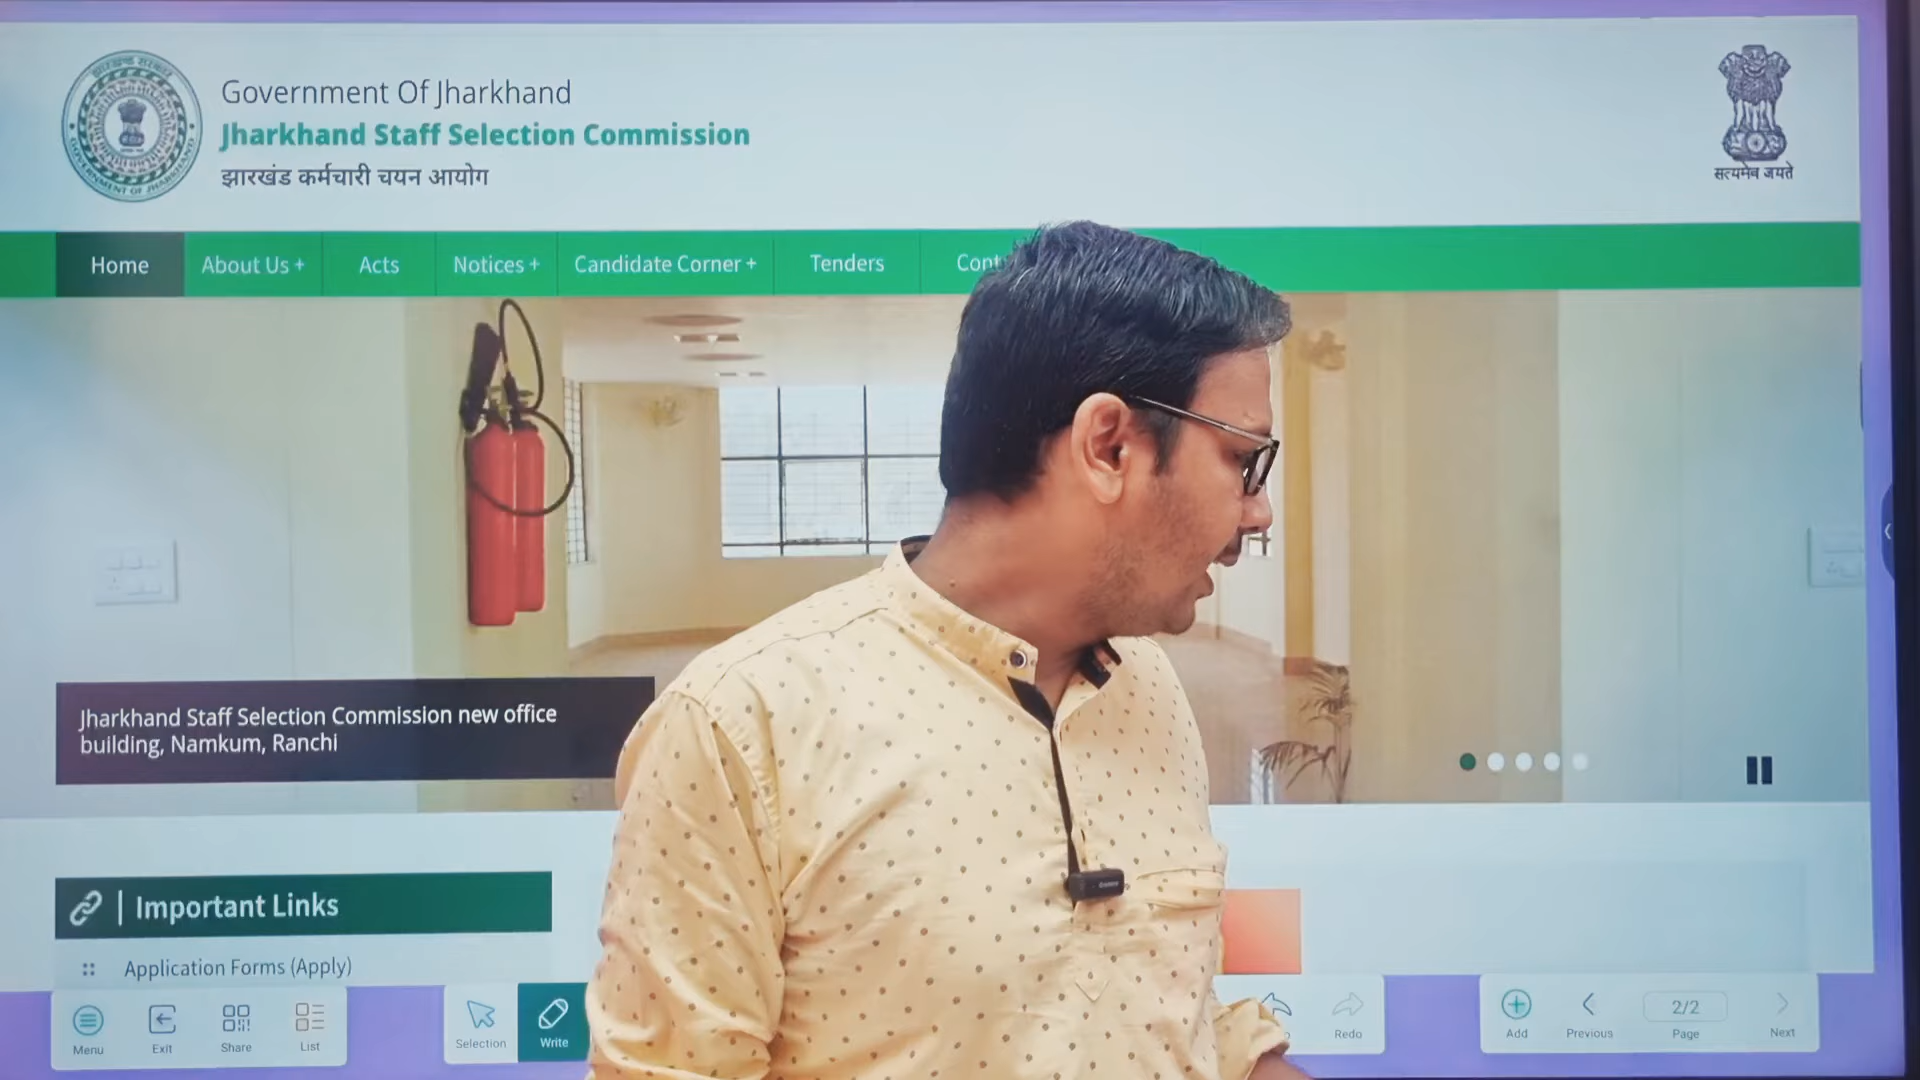 Government Of Jharkhand
Jharkhand Staff Selection Commission
झारखंड कर्मचारी चयन आयोग
सत्यमेव जयते
Home
About Us +
Acts
Notices +
Candidate Corner +
Tenders
Cont
Jharkhand Staff Selection Commission new office
building, Namkum, Ranchi
Important Links
Application Forms (Apply)
Menu
Exit
Share
List
Selection
Write
Redo
Add
Previous
2/2
Page
Next